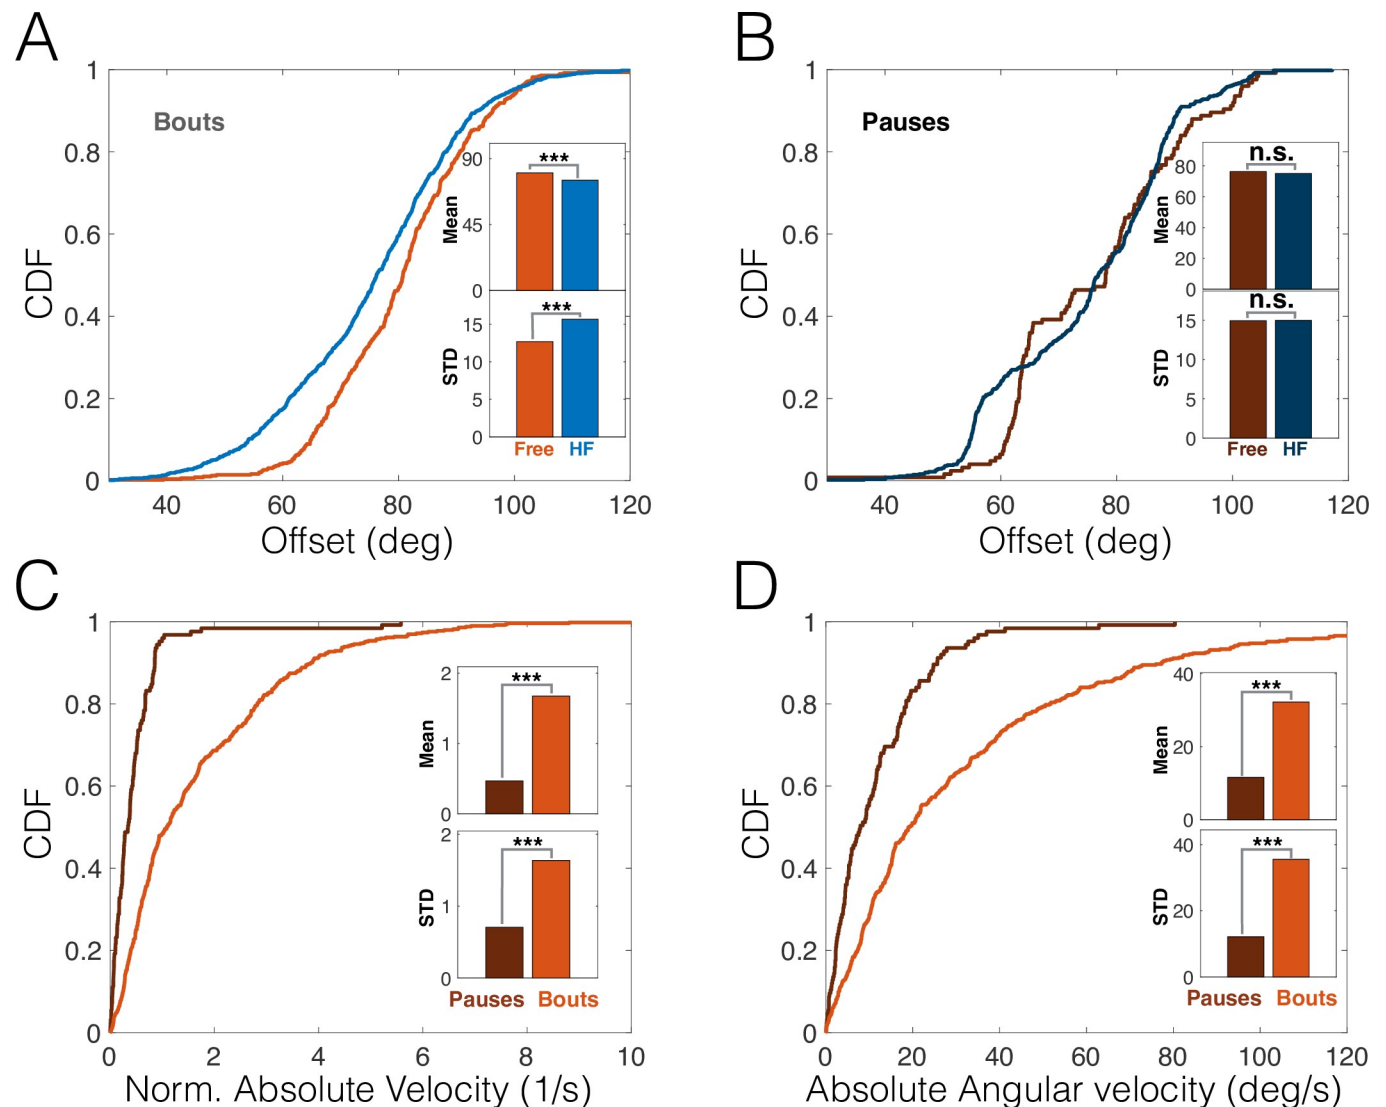 A
B
1
0.8
0.6
0.4
0.2
0
CDF
Bouts
40
60
80
100
120
Offset (deg)
90
45
0
Mean
***
15
10
5
0
STD
***
Free HF
1
0.8
0.6
0.4
0.2
0
CDF
Pauses
40
60
80
100
120
Offset (deg)
80
60
40
20
0
Mean
n.s.
15
10
5
0
STD
n.s.
Free HF
C
D
1
0.8
0.6
0.4
0.2
0
CDF
0
2
4
6
8
10
Norm. Absolute Velocity (1/s)
2
1
0
Mean
***
2
1
0
STD
***
Pauses Bouts
1
0.8
0.6
0.4
0.2
0
CDF
0
20
40
60
80
100
120
Absolute Angular velocity (deg/s)
40
20
0
Mean
***
40
20
0
STD
***
Pauses Bouts